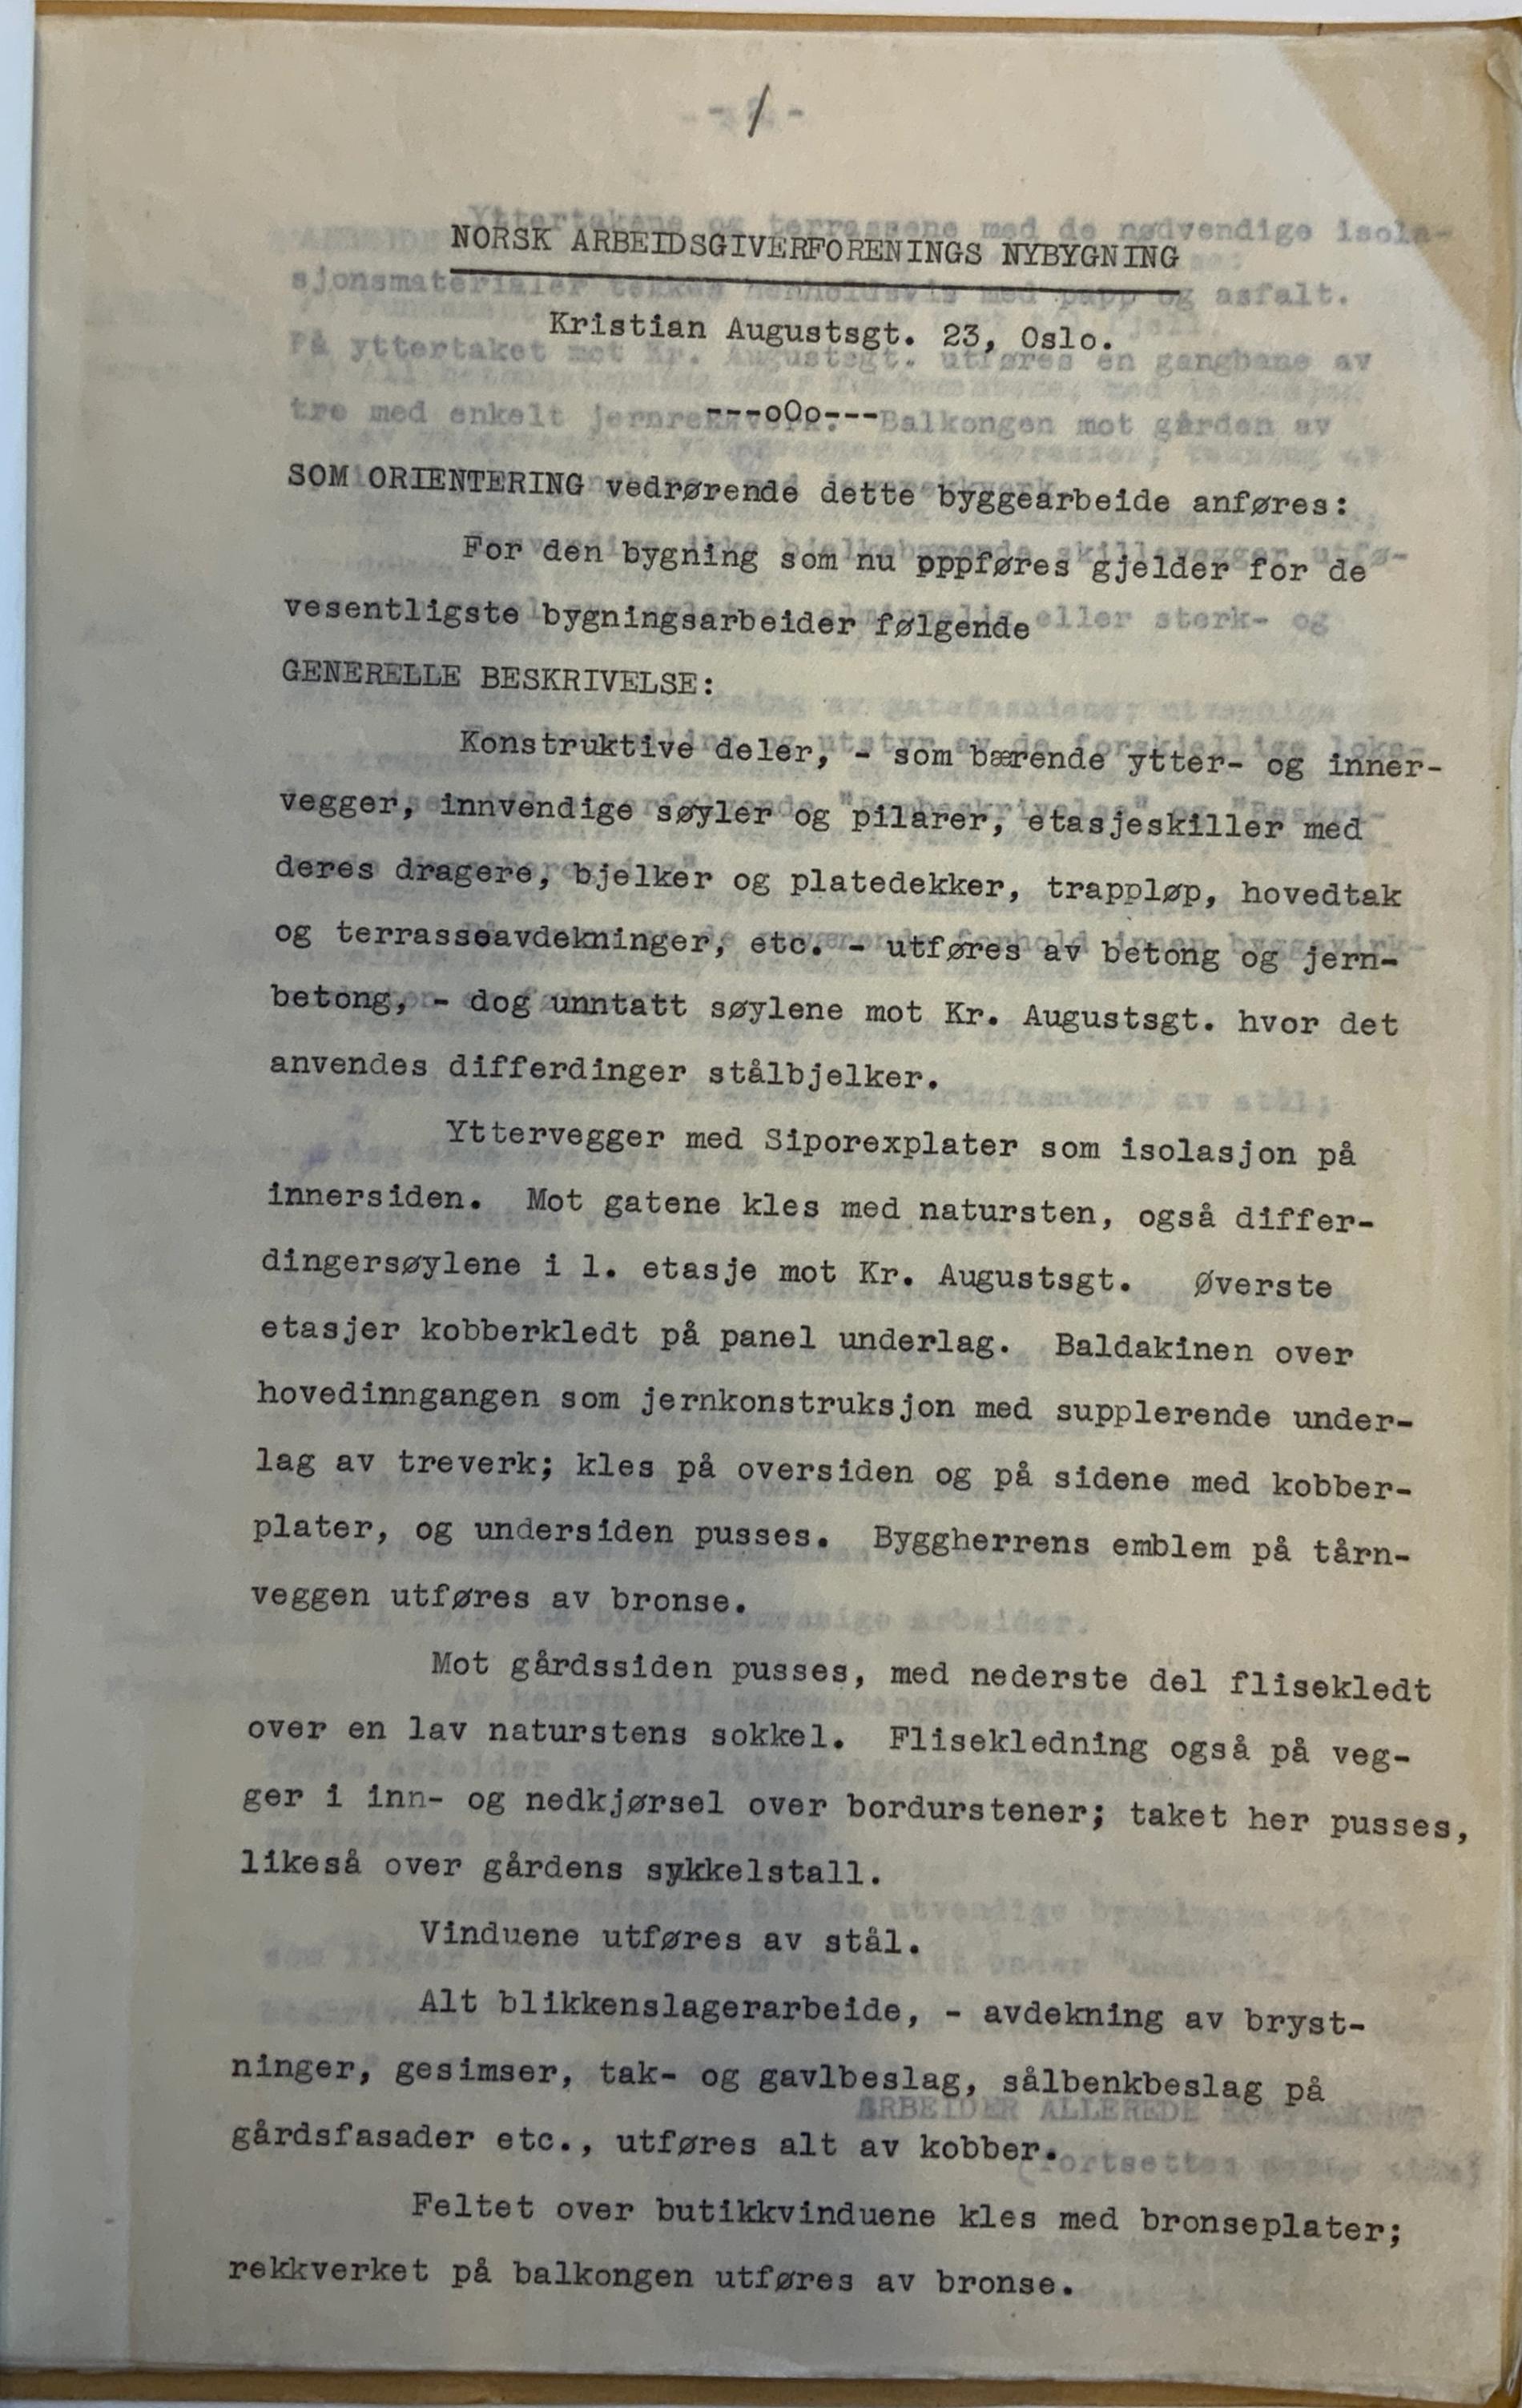 - / -
NORSK ARBEIDSGIVERFORENINGS NYBYGNING
Kristian Augustsgt. 23, Oslo.
---oOo---
SOM ORIENTERING vedrørende dette byggearbeide anføres:
For den bygning som nu oppføres gjelder for de
vesentligste bygningsarbeider følgende
GENERELLE BESKRIVELSE:
Konstruktive deler, - som bærende ytter- og inner-
vegger, innvendige søyler og pilarer, etasjeskiller med
deres dragere, bjelker og platedekker, trappløp, hovedtak
og terrasseavdekninger, etc. - utføres av betong og jern-
betong, - dog unntatt søylene mot Kr. Augustsgt. hvor det
anvendes differdinger stålbjelker.
Yttervegger med Siporexplater som isolasjon på
innersiden. Mot gatene kles med natursten, også differ-
dingersøylene i 1. etasje mot Kr. Augustsgt. Øverste
etasjer kobberkledt på panel underlag. Baldakinen over
hovedinngangen som jernkonstruksjon med supplerende under-
lag av treverk; kles på oversiden og på sidene med kobber-
plater, og undersiden pusses. Byggherrens emblem på tårn-
veggen utføres av bronse.
Mot gårdssiden pusses, med nederste del flisekledt
over en lav naturstens sokkel. Flisekledning også på veg-
ger i inn- og nedkjørsel over bordurstener; taket her pusses,
likeså over gårdens sykkelstall.
Vinduene utføres av stål.
Alt blikkenslagerarbeide, - avdekning av bryst-
ninger, gesimser, tak- og gavlbeslag, sålbenkbeslag på
gårdsfasader etc., utføres alt av kobber.
Feltet over butikkvinduene kles med bronseplater;
rekkverket på balkongen utføres av bronse.